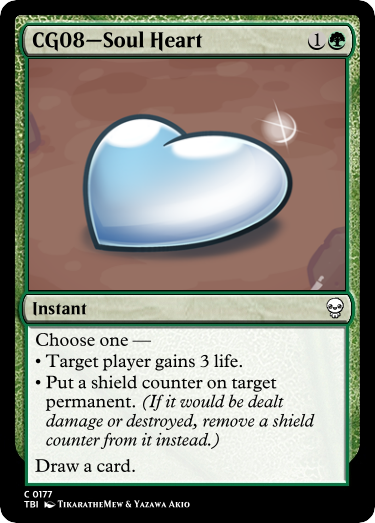 CG08—Soul Heart 1
Instant
Choose one —
• Target player gains 3 life.
• Put a shield counter on target
permanent. (If it would be dealt
damage or destroyed, remove a shield
counter from it instead.)
Draw a card.
C 0177
TBI TikaratheMew & Yazawa Akio